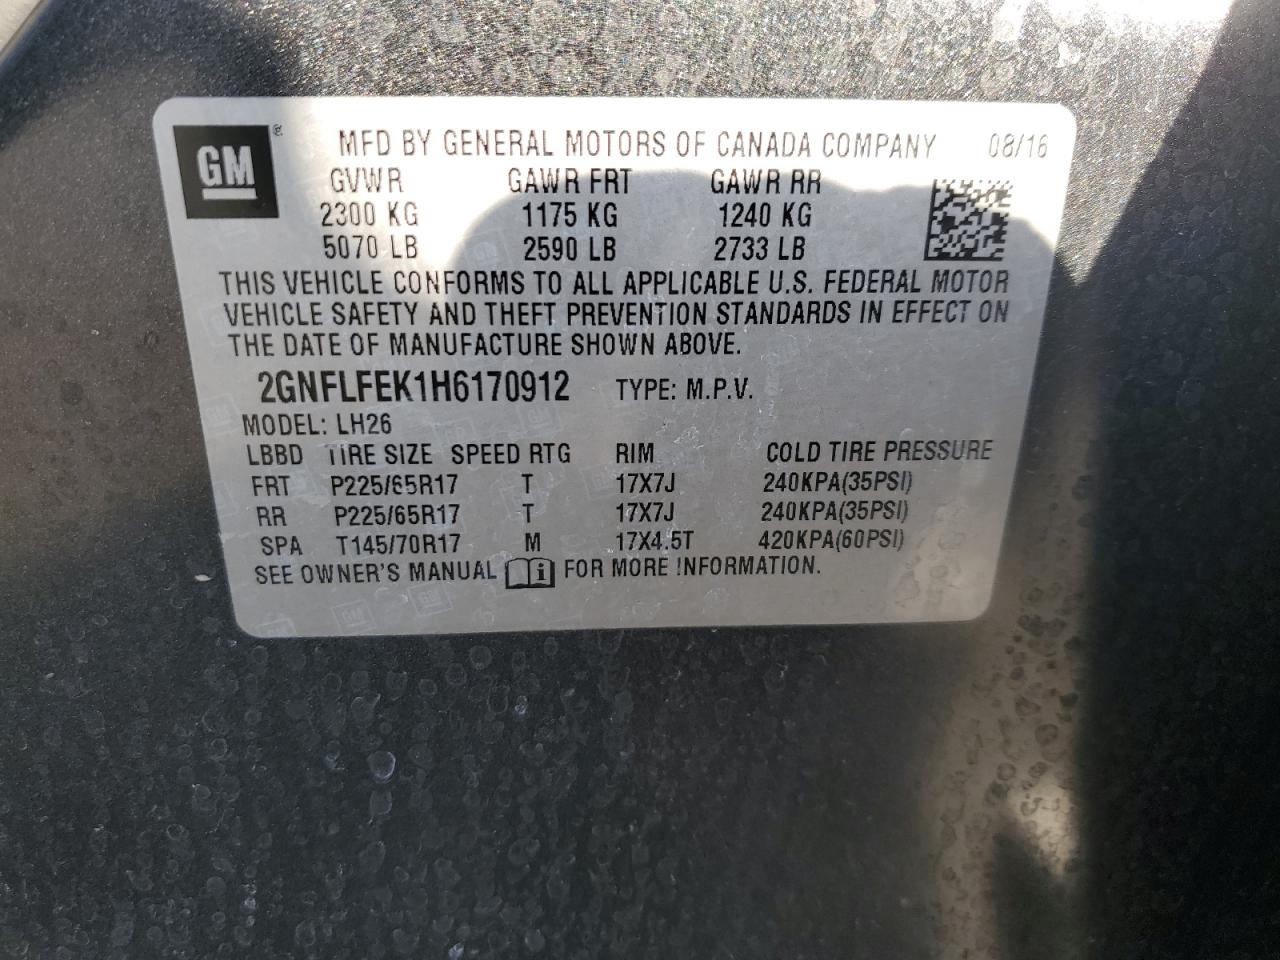 GM ® MFD BY GENERAL MOTORS OF CANADA COMPANY 08/16
GVWR GAWR FRT GAWR RR
2300 KG 1175 KG 1240 KG
5070 LB 2590 LB 2733 LB
THIS VEHICLE CONFORMS TO ALL APPLICABLE U.S. FEDERAL MOTOR
VEHICLE SAFETY AND THEFT PREVENTION STANDARDS IN EFFECT ON
THE DATE OF MANUFACTURE SHOWN ABOVE.
2GNFLFEK1H6170912 TYPE: M.P.V.
MODEL: LH26
LBBD TIRE SIZE SPEED RTG RIM COLD TIRE PRESSURE
FRT P225/65R17 T 17X7J 240KPA(35PSI)
RR P225/65R17 T 17X7J 240KPA(35PSI)
SPA T145/70R17 M 17X4.5T 420KPA(60PSI)
SEE OWNER'S MANUAL i FOR MORE INFORMATION.